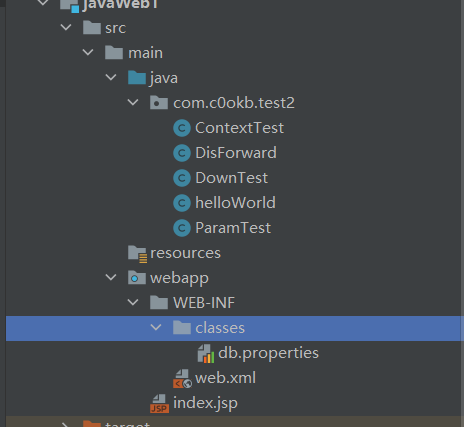 javaWeb1
src
main
java
com.c0okb.test2
ContextTest
DisForward
DownTest
helloWorld
ParamTest
resources
webapp
WEB-INF
classes
db.properties
web.xml
JSP index.jsp
target